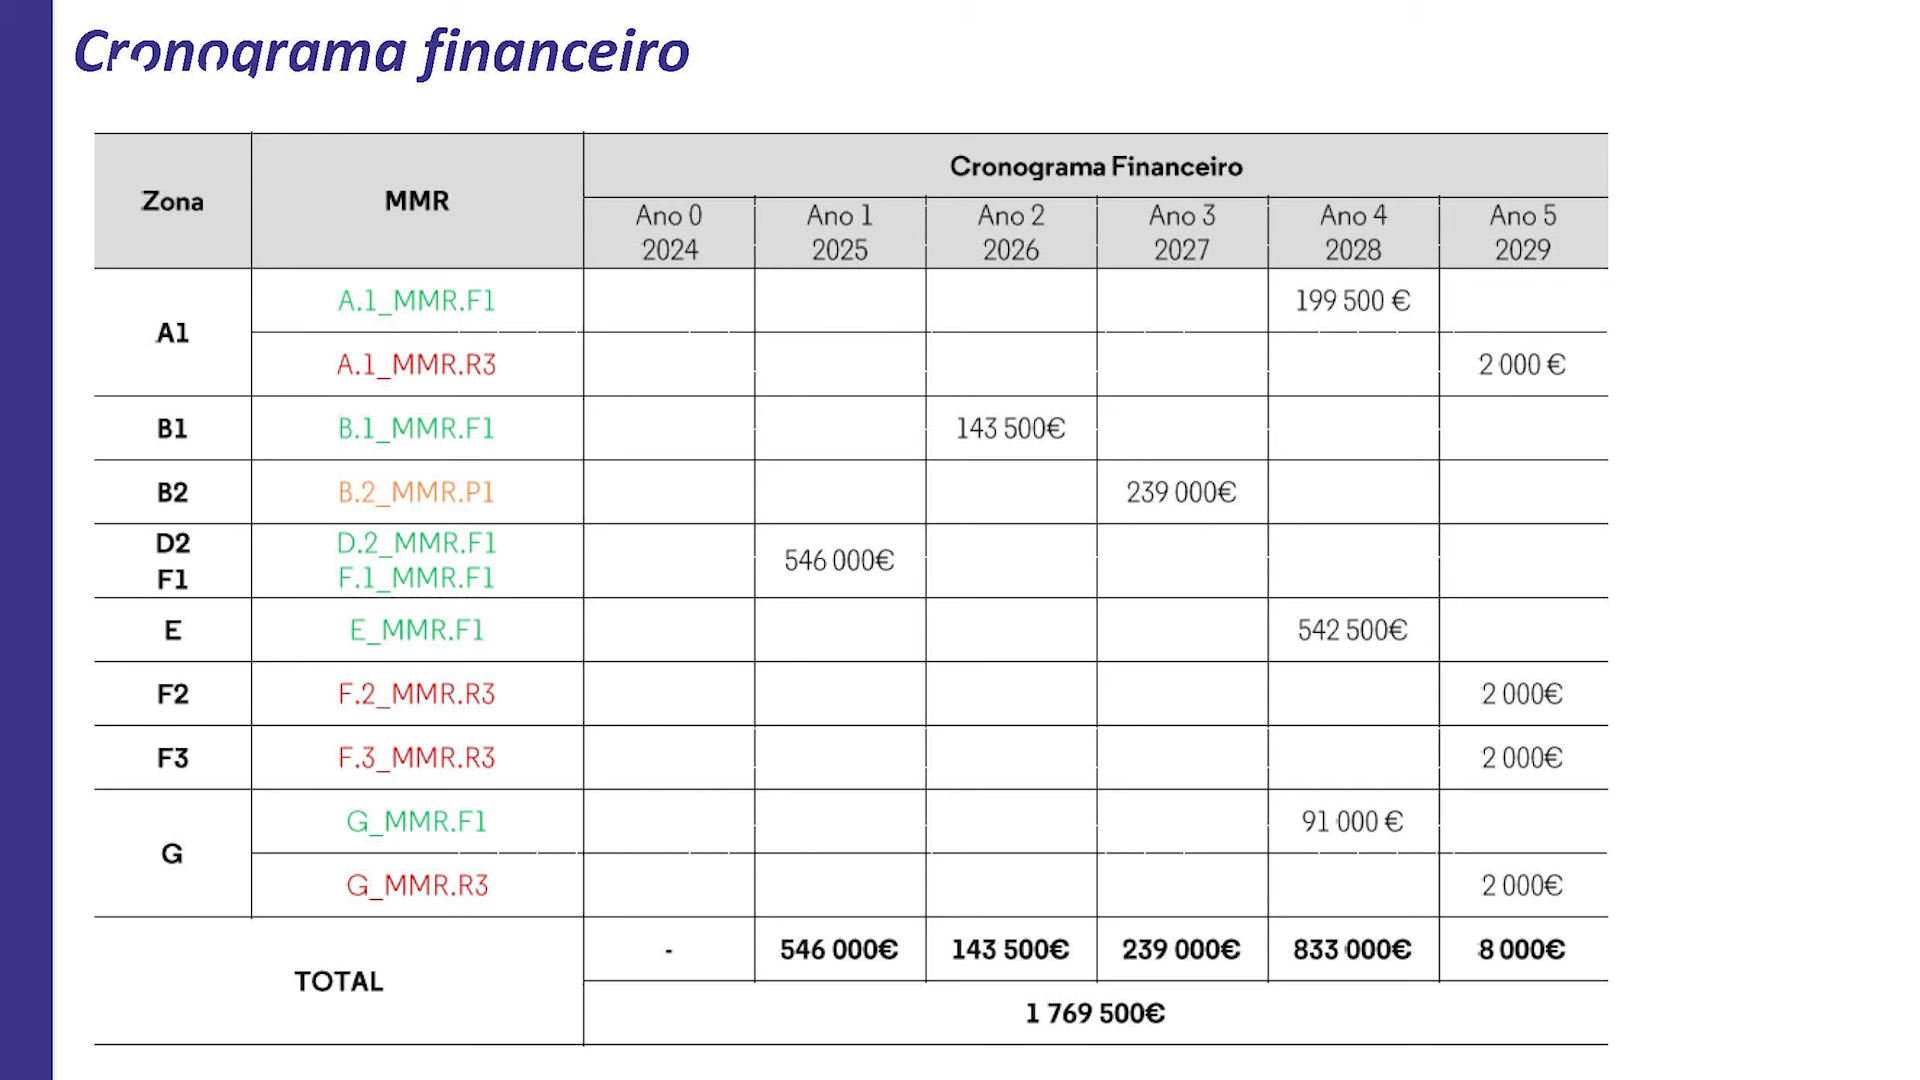 Cronograma financeiro
Zona MMR Cronograma Financeiro
Ano 0 Ano 1 Ano 2 Ano 3 Ano 4 Ano 5
2024 2025 2026 2027 2028 2029
A1
A.1_MMR.F1 199 500 €
A.1_MMR.R3 2 000 €
B1 B.1_MMR.F1 143 500€
B2 B.2_MMR.P1 239 000€
D2 D.2_MMR.F1
F1 F.1_MMR.F1
546 000€
E E_MMR.F1 542 500€
F2 F.2_MMR.R3 2 000€
F3 F.3_MMR.R3 2 000€
G
G_MMR.F1 91 000 €
G_MMR.R3 2 000€
TOTAL
- 546 000€ 143 500€ 239 000€ 833 000€ 8 000€
1 769 500€